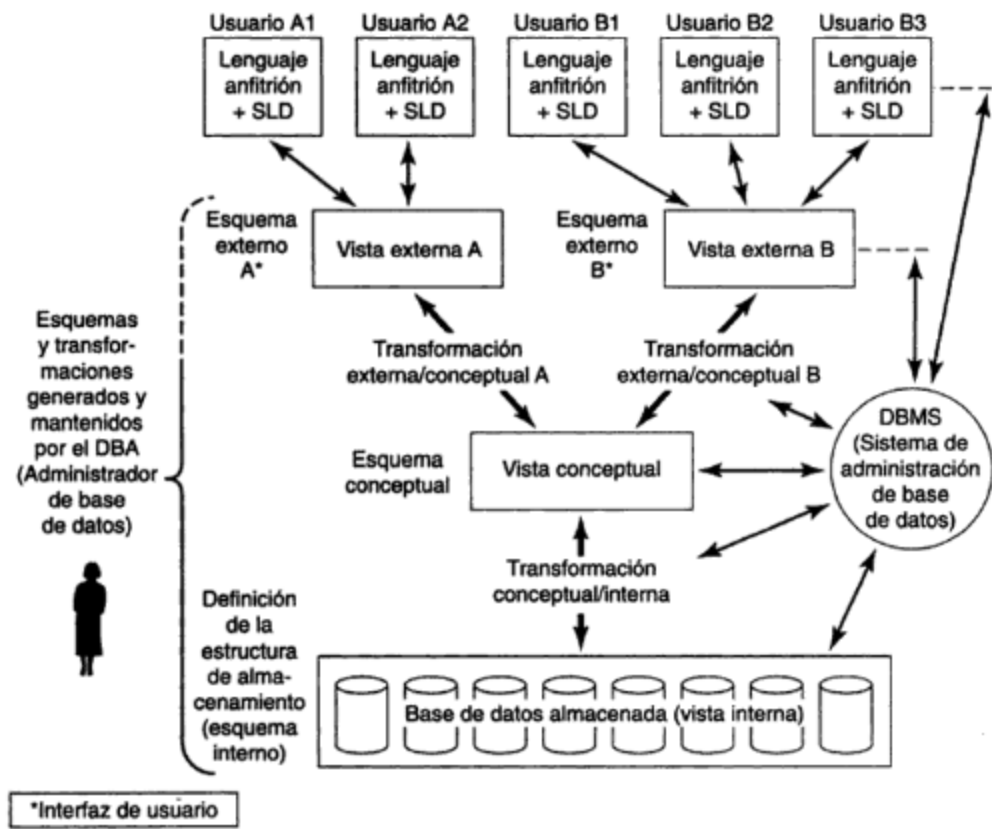 Usuario A1
Usuario A2
Usuario B1
Usuario B2
Usuario B3
Lenguaje
anfitrión
+ SLD
Lenguaje
anfitrión
+ SLD
Lenguaje
anfitrión
+ SLD
Lenguaje
anfitrión
+ SLD
Lenguaje
anfitrión
+ SLD
Esquema
externo
A*
Vista externa A
Esquema
externo
B*
Vista externa B
Esquemas
y transfor-
maciones
generados y
mantenidos
por el DBA
(Administrador
de base
de datos)
Transformación
externa/conceptual A
Transformación
externa/conceptual B
DBMS
(Sistema de
administración
de base
de datos)
Esquema
conceptual
Vista conceptual
Transformación
conceptual/interna
Definición
de la
estructura
de alma-
cenamiento
(esquema
interno)
Base de datos almacenada (vista interna)
*Interfaz de usuario